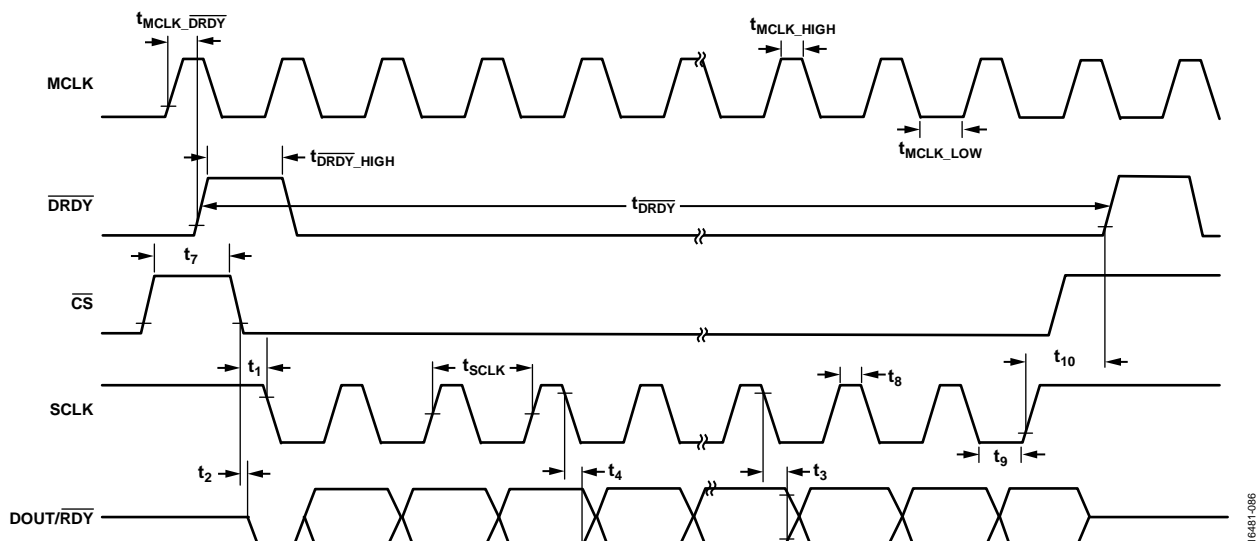 tMCLK_DRDY
tMCLK_HIGH
MCLK
tMCLK_LOW
tDRDY_HIGH
DRDY
tDRDY
t7
CS
t1
tSCLK
t8
t10
SCLK
t2
t4
t3
t9
DOUT/RDY
16481-086